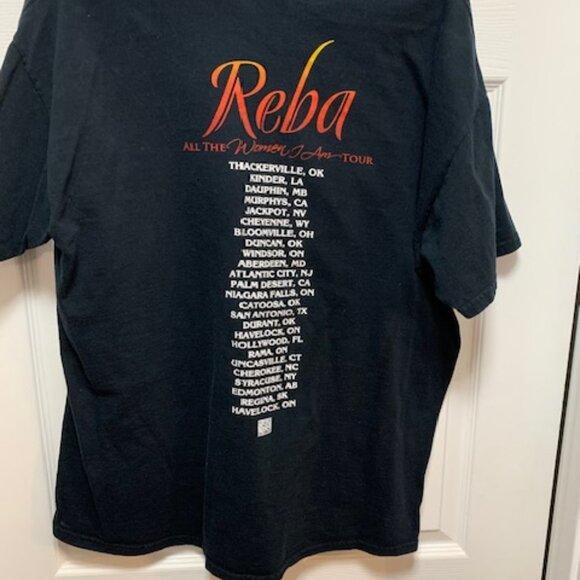 Reba
ALL THE Women I Am TOUR
THACKERVILLE, OK
KINDER, LA
DAUPHIN, MB
MURPHYS, CA
JACKPOT, NV
CHEYENNE, WY
BLOOMVILLE, OH
DUNCAN, OK
WINDSOR, ON
ABERDEEN, MD
ATLANTIC CITY, NJ
PALM DESERT, CA
NIAGARA FALLS, ON
CATOOSA, OK
SAN ANTONIO, TX
DURANT, OK
HAVELOCK, ON
HOLLYWOOD, FL
RAMA, ON
UNCASVILLE, CT
CHEROKEE, NC
SYRACUSE, NY
EDMONTON, AB
REGINA, SK
HAVELOCK, ON